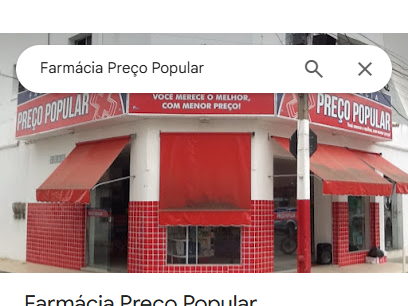 Farmácia Preço Popular
PREÇO POPULAR
VOCÊ MERECE O MELHOR,
COM MENOR PREÇO!
PREÇO POPULAR
Farmácia Preço Popular